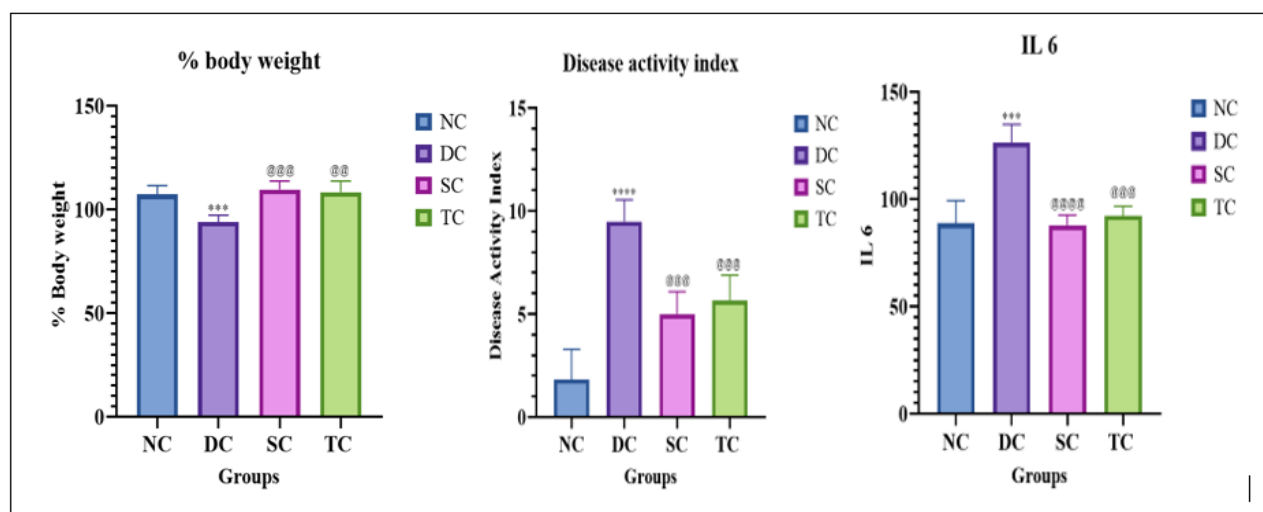 % body weight
150
100
50
0
% Body weight
***
@@@
@@
NC
DC
SC
TC
Groups
NC
DC
SC
TC
Disease activity index
15
10
5
0
Disease Activity Index
****
@@@
@@@
NC
DC
SC
TC
Groups
NC
DC
SC
TC
IL 6
150
100
50
0
IL 6
***
@@@@
@@@
NC
DC
SC
TC
Groups
NC
DC
SC
TC